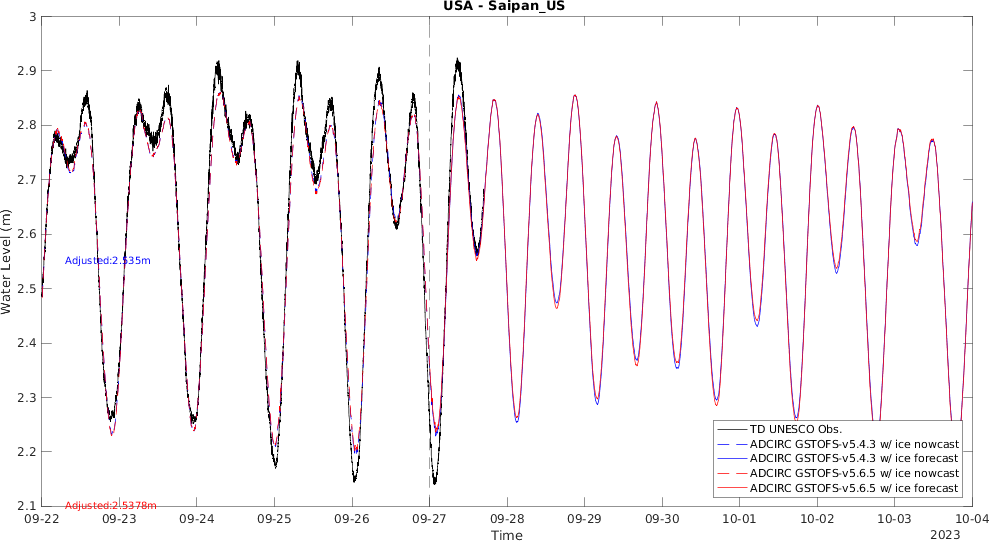 USA - Saipan_US
3
2.9
2.8
2.7
2.6
2.5
2.4
2.3
2.2
2.1
Water Level (m)
Adjusted:2.535m
Adjusted:2.5378m
TD UNESCO Obs.
ADCIRC GSTOFS-v5.4.3 w/ ice nowcast
ADCIRC GSTOFS-v5.4.3 w/ ice forecast
ADCIRC GSTOFS-v5.6.5 w/ ice nowcast
ADCIRC GSTOFS-v5.6.5 w/ ice forecast
09-22 09-23 09-24 09-25 09-26 09-27 09-28 09-29 09-30 10-01 10-02 10-03 10-04
Time
2023